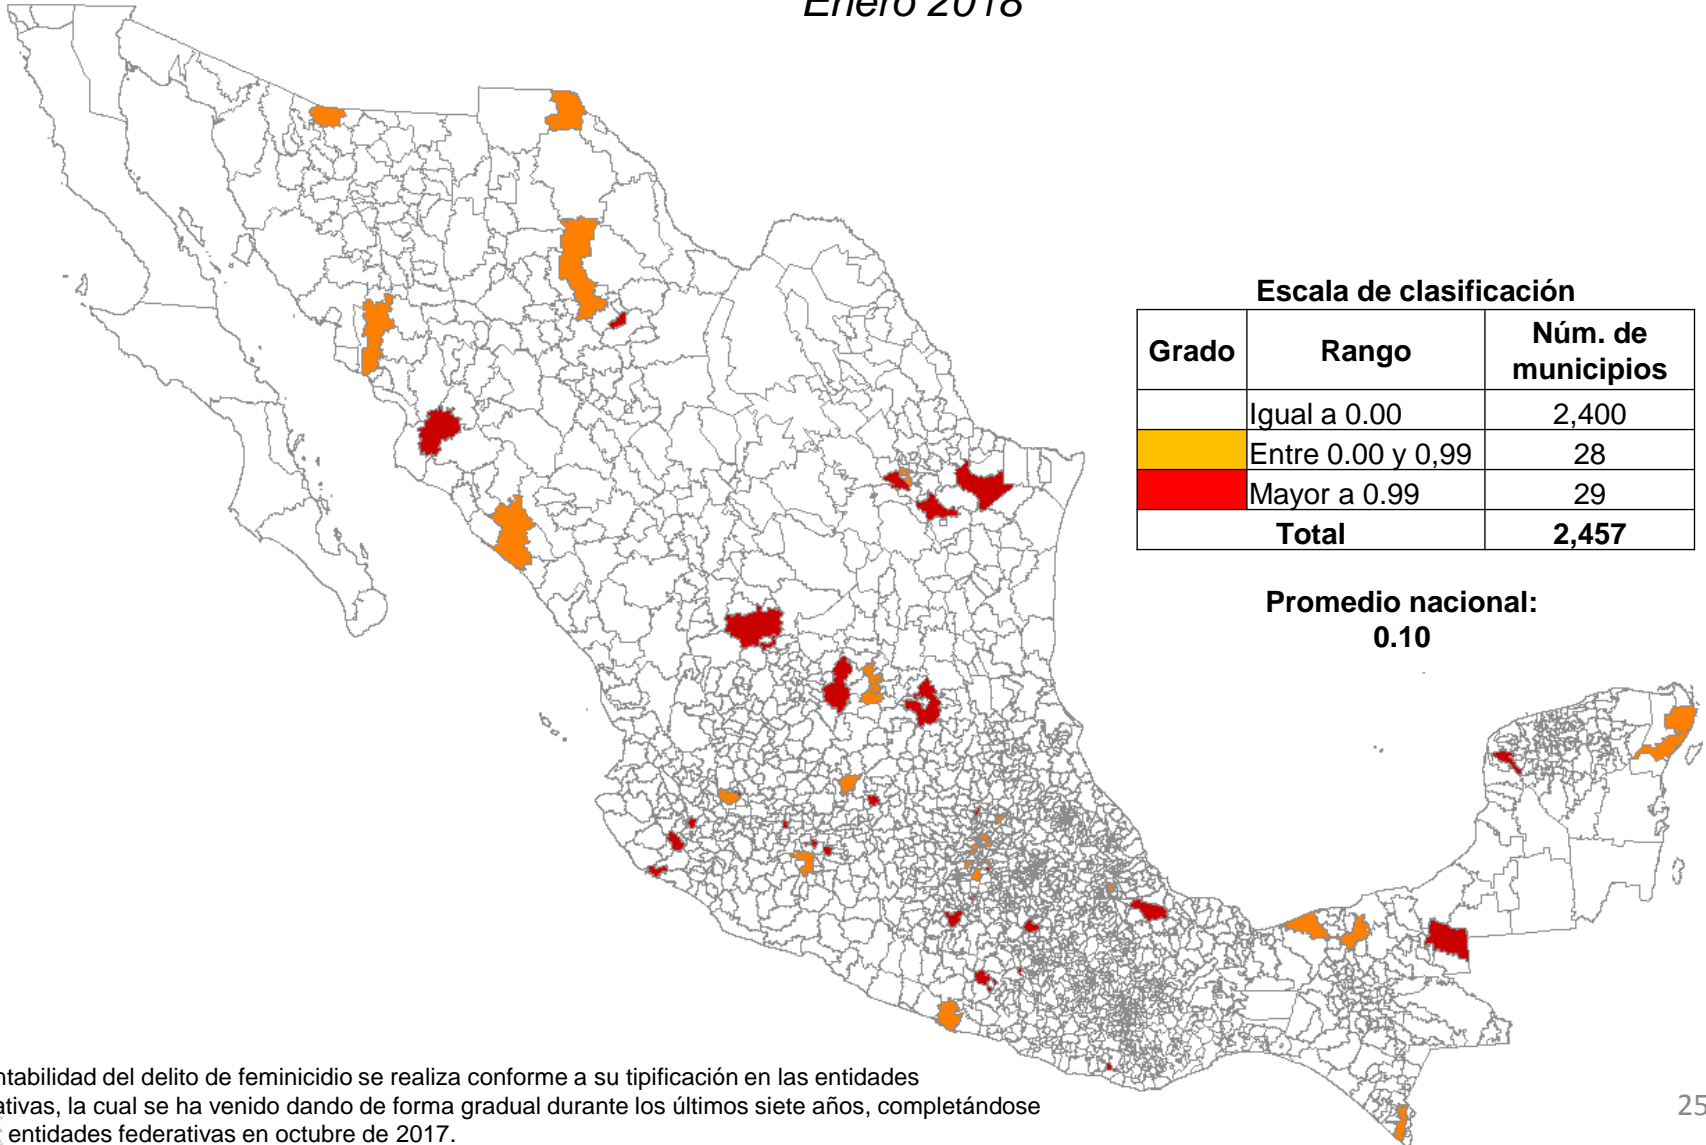 Enero 2018
Escala de clasificación
Grado Rango Núm. de municipios
Igual a 0.00 2,400
Entre 0.00 y 0,99 28
Mayor a 0.99 29
Total 2,457
Promedio nacional:
0.10
ntabilidad del delito de feminicidio se realiza conforme a su tipificación en las entidades
ativas, la cual se ha venido dando de forma gradual durante los últimos siete años, completándose
entidades federativas en octubre de 2017.
25